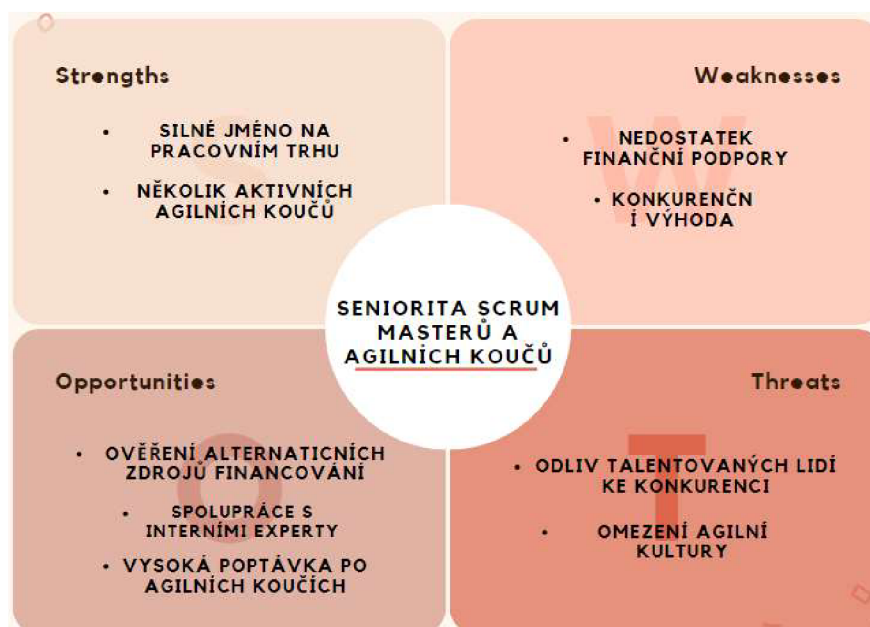 Strengths
• SILNÉ JMÉNO NA
PRACOVNÍM TRHU
• NĚKOLIK AKTIVNÍCH
AGILNÍCH KOUČŮ
S
Weaknesses
• NEDOSTATEK
FINANČNÍ PODPORY
• KONKURENČN
Í VÝHODA
W
SENIORITA SCRUM
MASTERŮ A
AGILNÍCH KOUČŮ
Opportunities
• OVĚŘENÍ ALTERNATICNÍCH
ZDROJŮ FINANCOVÁNÍ
• SPOLUPRÁCE S
INTERNÍMI EXPERTY
• VYSOKÁ POPTÁVKA PO
AGILNÍCH KOUČÍCH
O
Threats
• ODLIV TALENTOVANÝCH LIDÍ
KE KONKURENCI
• OMEZENÍ AGILNÍ
KULTURY
T